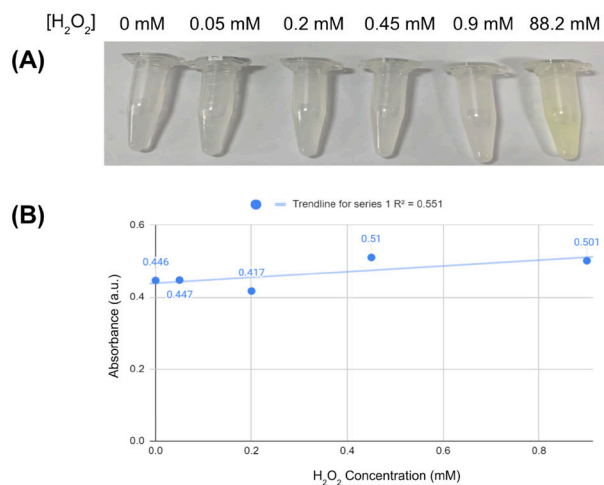 [H₂O₂] 0 mM 0.05 mM 0.2 mM 0.45 mM 0.9 mM 88.2 mM
(A)
(B)
Trendline for series 1 R² = 0.551
0.6
0.51
0.501
0.446
0.417
0.447
0.4
Absorbance (a.u.)
0.2
0.0
0.0 0.2 0.4 0.6 0.8
H₂O₂ Concentration (mM)